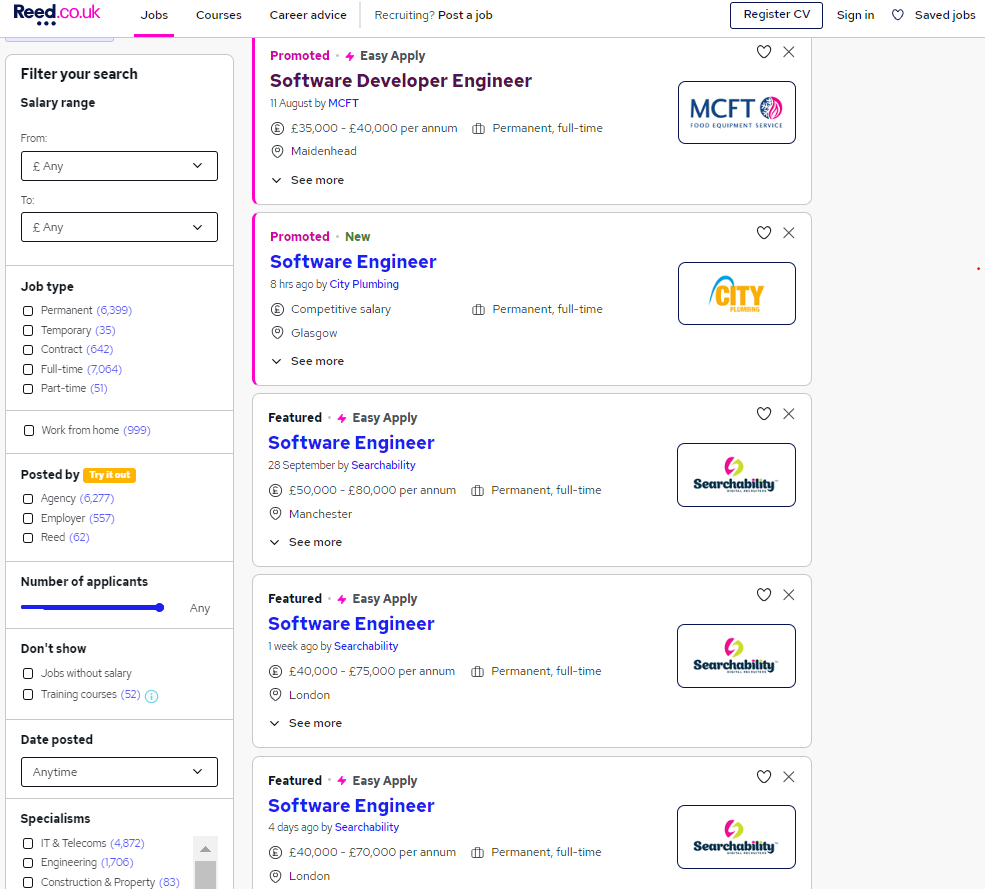 Reed.co.uk
Jobs Courses Career advice Recruiting? Post a job Register CV Sign in Saved jobs
Filter your search
Salary range
From:
£ Any
To:
£ Any
Job type
Permanent (6,399)
Temporary (35)
Contract (642)
Full-time (7,064)
Part-time (51)
Work from home (999)
Posted by Try it out
Agency (6,277)
Employer (557)
Reed (62)
Number of applicants
Any
Don't show
Jobs without salary
Training courses (52)
Date posted
Anytime
Specialisms
IT & Telecoms (4,872)
Engineering (1,706)
Construction & Property (83)
Promoted · Easy Apply
Software Developer Engineer
11 August by MCFT
£35,000 - £40,000 per annum Permanent, full-time
Maidenhead
See more
MCFT
FOOD EQUIPMENT SERVICE
Promoted · New
Software Engineer
8 hrs ago by City Plumbing
Competitive salary Permanent, full-time
Glasgow
See more
CITY
PLUMBING
Featured · Easy Apply
Software Engineer
28 September by Searchability
£50,000 - £80,000 per annum Permanent, full-time
Manchester
See more
Searchability
DIGITAL RECRUITERS
Featured · Easy Apply
Software Engineer
1 week ago by Searchability
£40,000 - £75,000 per annum Permanent, full-time
London
See more
Searchability
DIGITAL RECRUITERS
Featured · Easy Apply
Software Engineer
4 days ago by Searchability
£40,000 - £70,000 per annum Permanent, full-time
London
Searchability
DIGITAL RECRUITERS